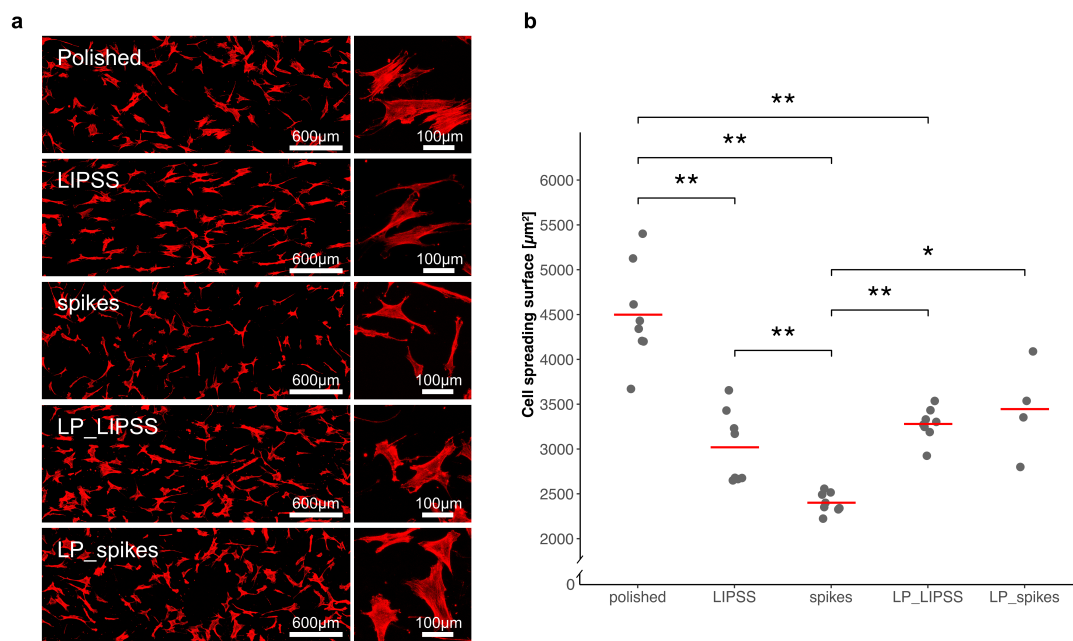 a
Polished
600µm
100µm
LIPSS
600µm
100µm
spikes
600µm
100µm
LP_LIPSS
600µm
100µm
LP_spikes
600µm
100µm
b
**
**
**
*
**
**
Cell spreading surface [µm²]
6000
5500
5000
4500
4000
3500
3000
2500
2000
0
polished LIPSS spikes LP_LIPSS LP_spikes